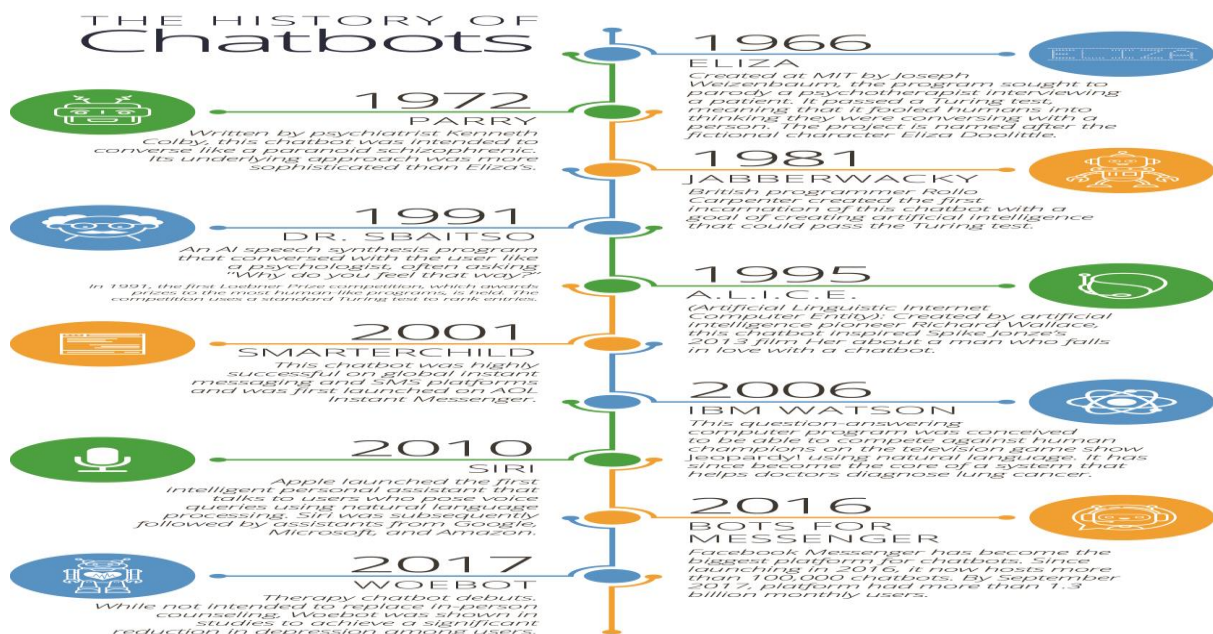 THE HISTORY OF
Chatbots
1966
ELIZA
ELIZA
Created at MIT by Joseph
Weizenbaum, the program sought to
parody a psychotherapist interviewing
a patient. It passed a Turing test,
meaning that it fooled humans into
thinking they were conversing with a
person. The project is named after the
fictional character Eliza Doolittle.
1972
PARRY
Written by psychiatrist Kenneth
Colby, this chatbot was intended to
converse like a paranoid schizophrenic.
Its underlying approach was more
sophisticated than Eliza's.
1981
JABBERWACKY
British programmer Rollo
Carpenter created the first
incarnation of this chatbot with a
goal of creating artificial intelligence
that could pass the Turing test.
1991
DR. SBAITSO
An AI speech synthesis program
that conversed with the user like
a psychologist, often asking
"Why do you feel that way?"
In 1991, the first Loebner Prize competition, which awards
prizes to the most human-like programs, is held. The
competition uses a standard Turing test to rank entries.
1995
A.L.I.C.E.
(Artificial Linguistic Internet
Computer Entity): Created by artificial
intelligence pioneer Richard Wallace,
this chatbot inspired Spike Jonze's
2013 film Her about a man who falls
in love with a chatbot.
2001
SMARTERCHILD
This chatbot was highly
successful on global instant
messaging and SMS platforms
and was first launched on AOL
Instant Messenger.
2006
IBM WATSON
This question-answering
computer program was conceived
to be able to compete against human
champions on the television game show
Jeopardy! using natural language. It has
since become the core of a system that
helps doctors diagnose lung cancer.
2010
SIRI
Apple launched the first
intelligent personal assistant that
talks to users who pose voice
queries using natural language
processing. Siri was subsequently
followed by assistants from Google,
Microsoft, and Amazon.
2016
BOTS FOR
MESSENGER
Facebook Messenger has become the
biggest platform for chatbots. Since
launching in 2016, it now hosts more
than 100,000 chatbots. By September
2017, platform had more than 1.3
billion monthly users.
2017
WOEBOT
Therapy chatbot debuts.
While not intended to replace in-person
counseling, Woebot was shown in
studies to achieve a significant
reduction in depression among users.